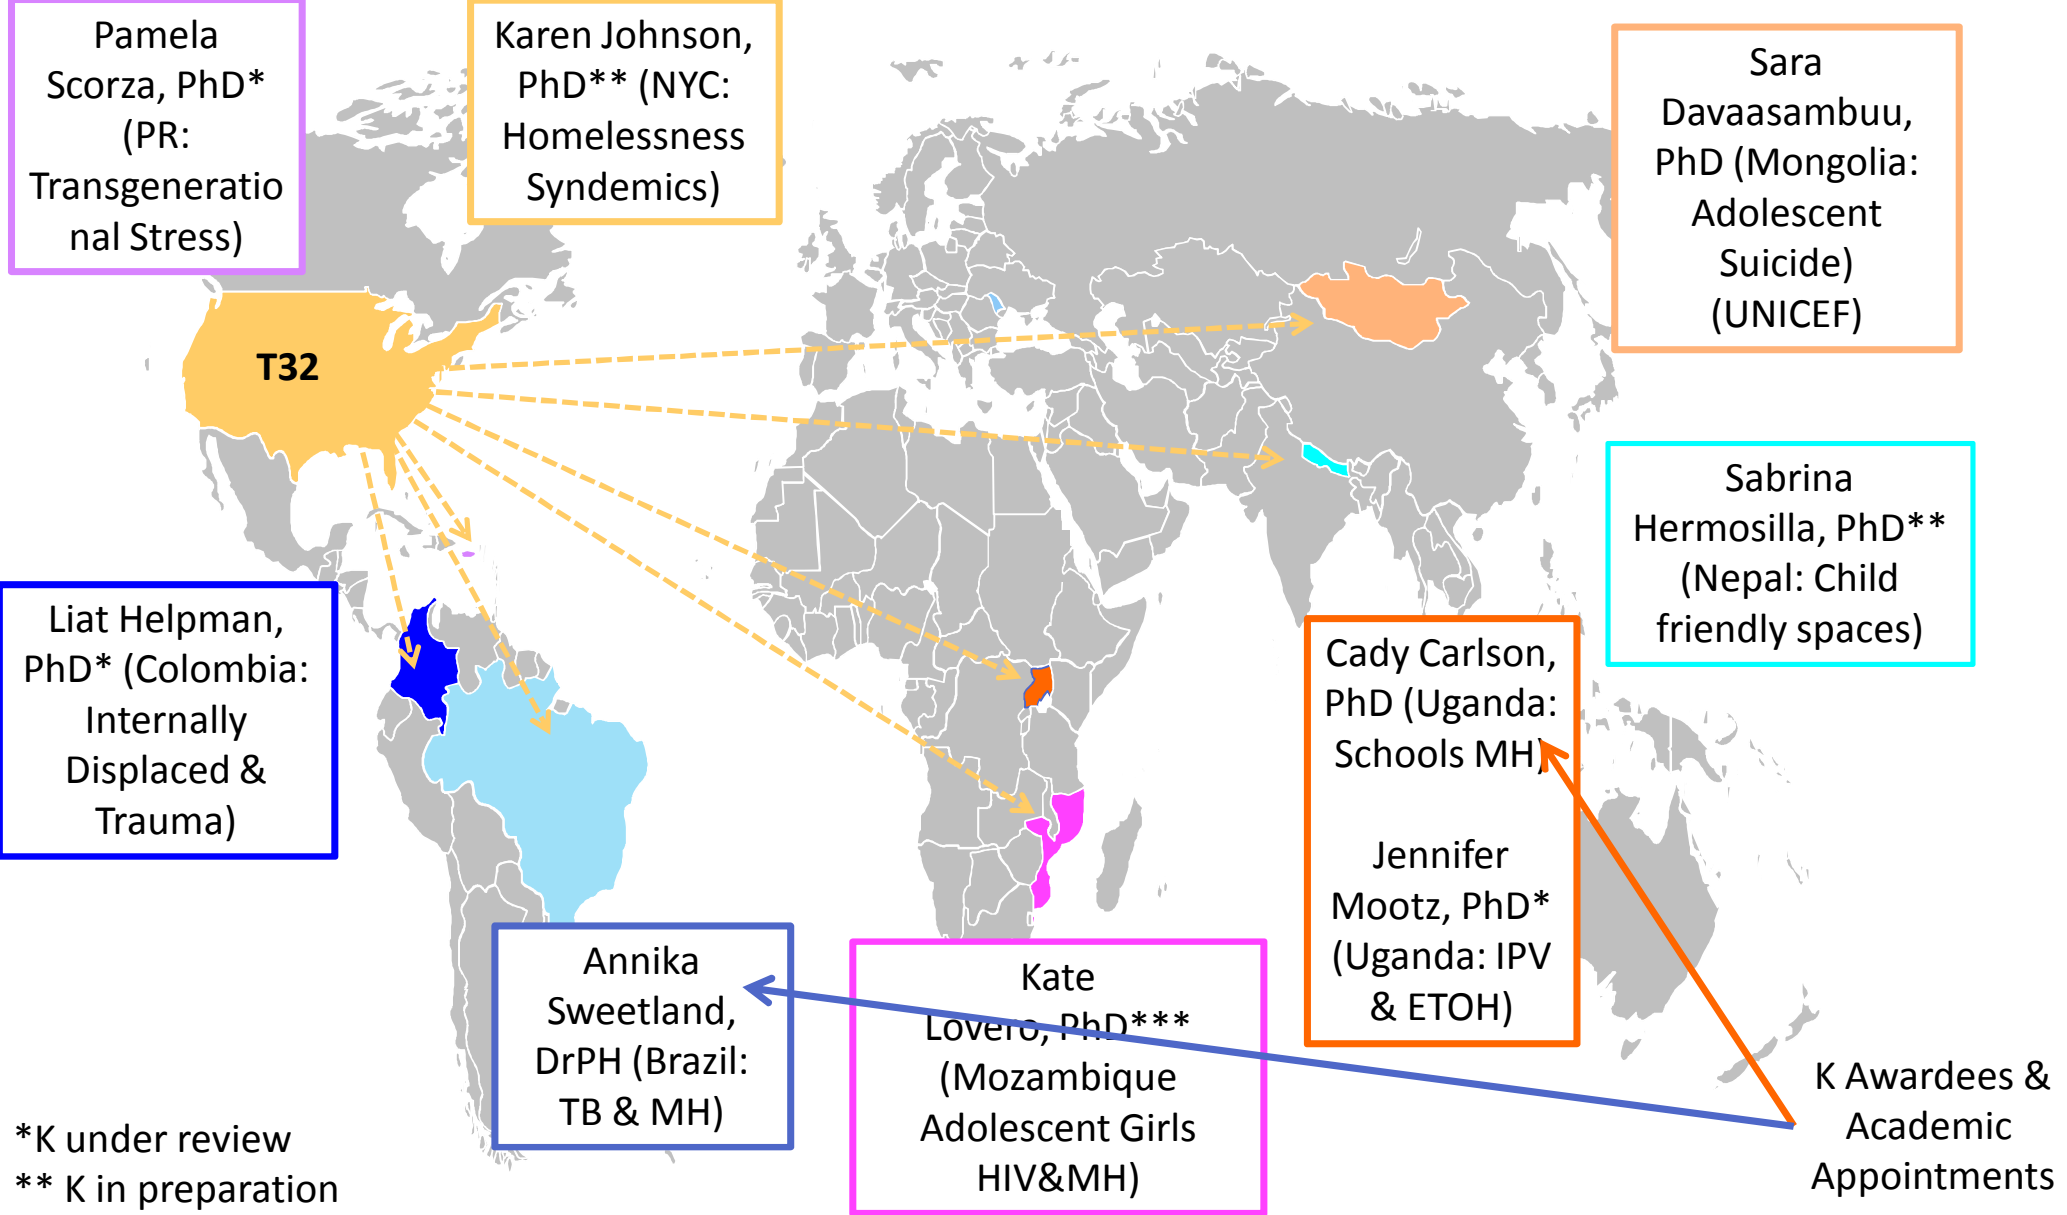 Pamela
Scorza, PhD*
(PR:
Transgeneratio
nal Stress)
Karen Johnson,
PhD** (NYC:
Homelessness
Syndemics)
Sara
Davaasambuu,
PhD (Mongolia:
Adolescent
Suicide)
(UNICEF)
T32
Sabrina
Hermosilla, PhD**
(Nepal: Child
friendly spaces)
Liat Helpman,
PhD* (Colombia:
Internally
Displaced &
Trauma)
Cady Carlson,
PhD (Uganda:
Schools MH)
Jennifer
Mootz, PhD*
(Uganda: IPV
& ETOH)
Annika
Sweetland,
DrPH (Brazil:
TB & MH)
Kate
Lovero, PhD***
(Mozambique
Adolescent Girls
HIV&MH)
K Awardees &
Academic
Appointments
*K under review
** K in preparation